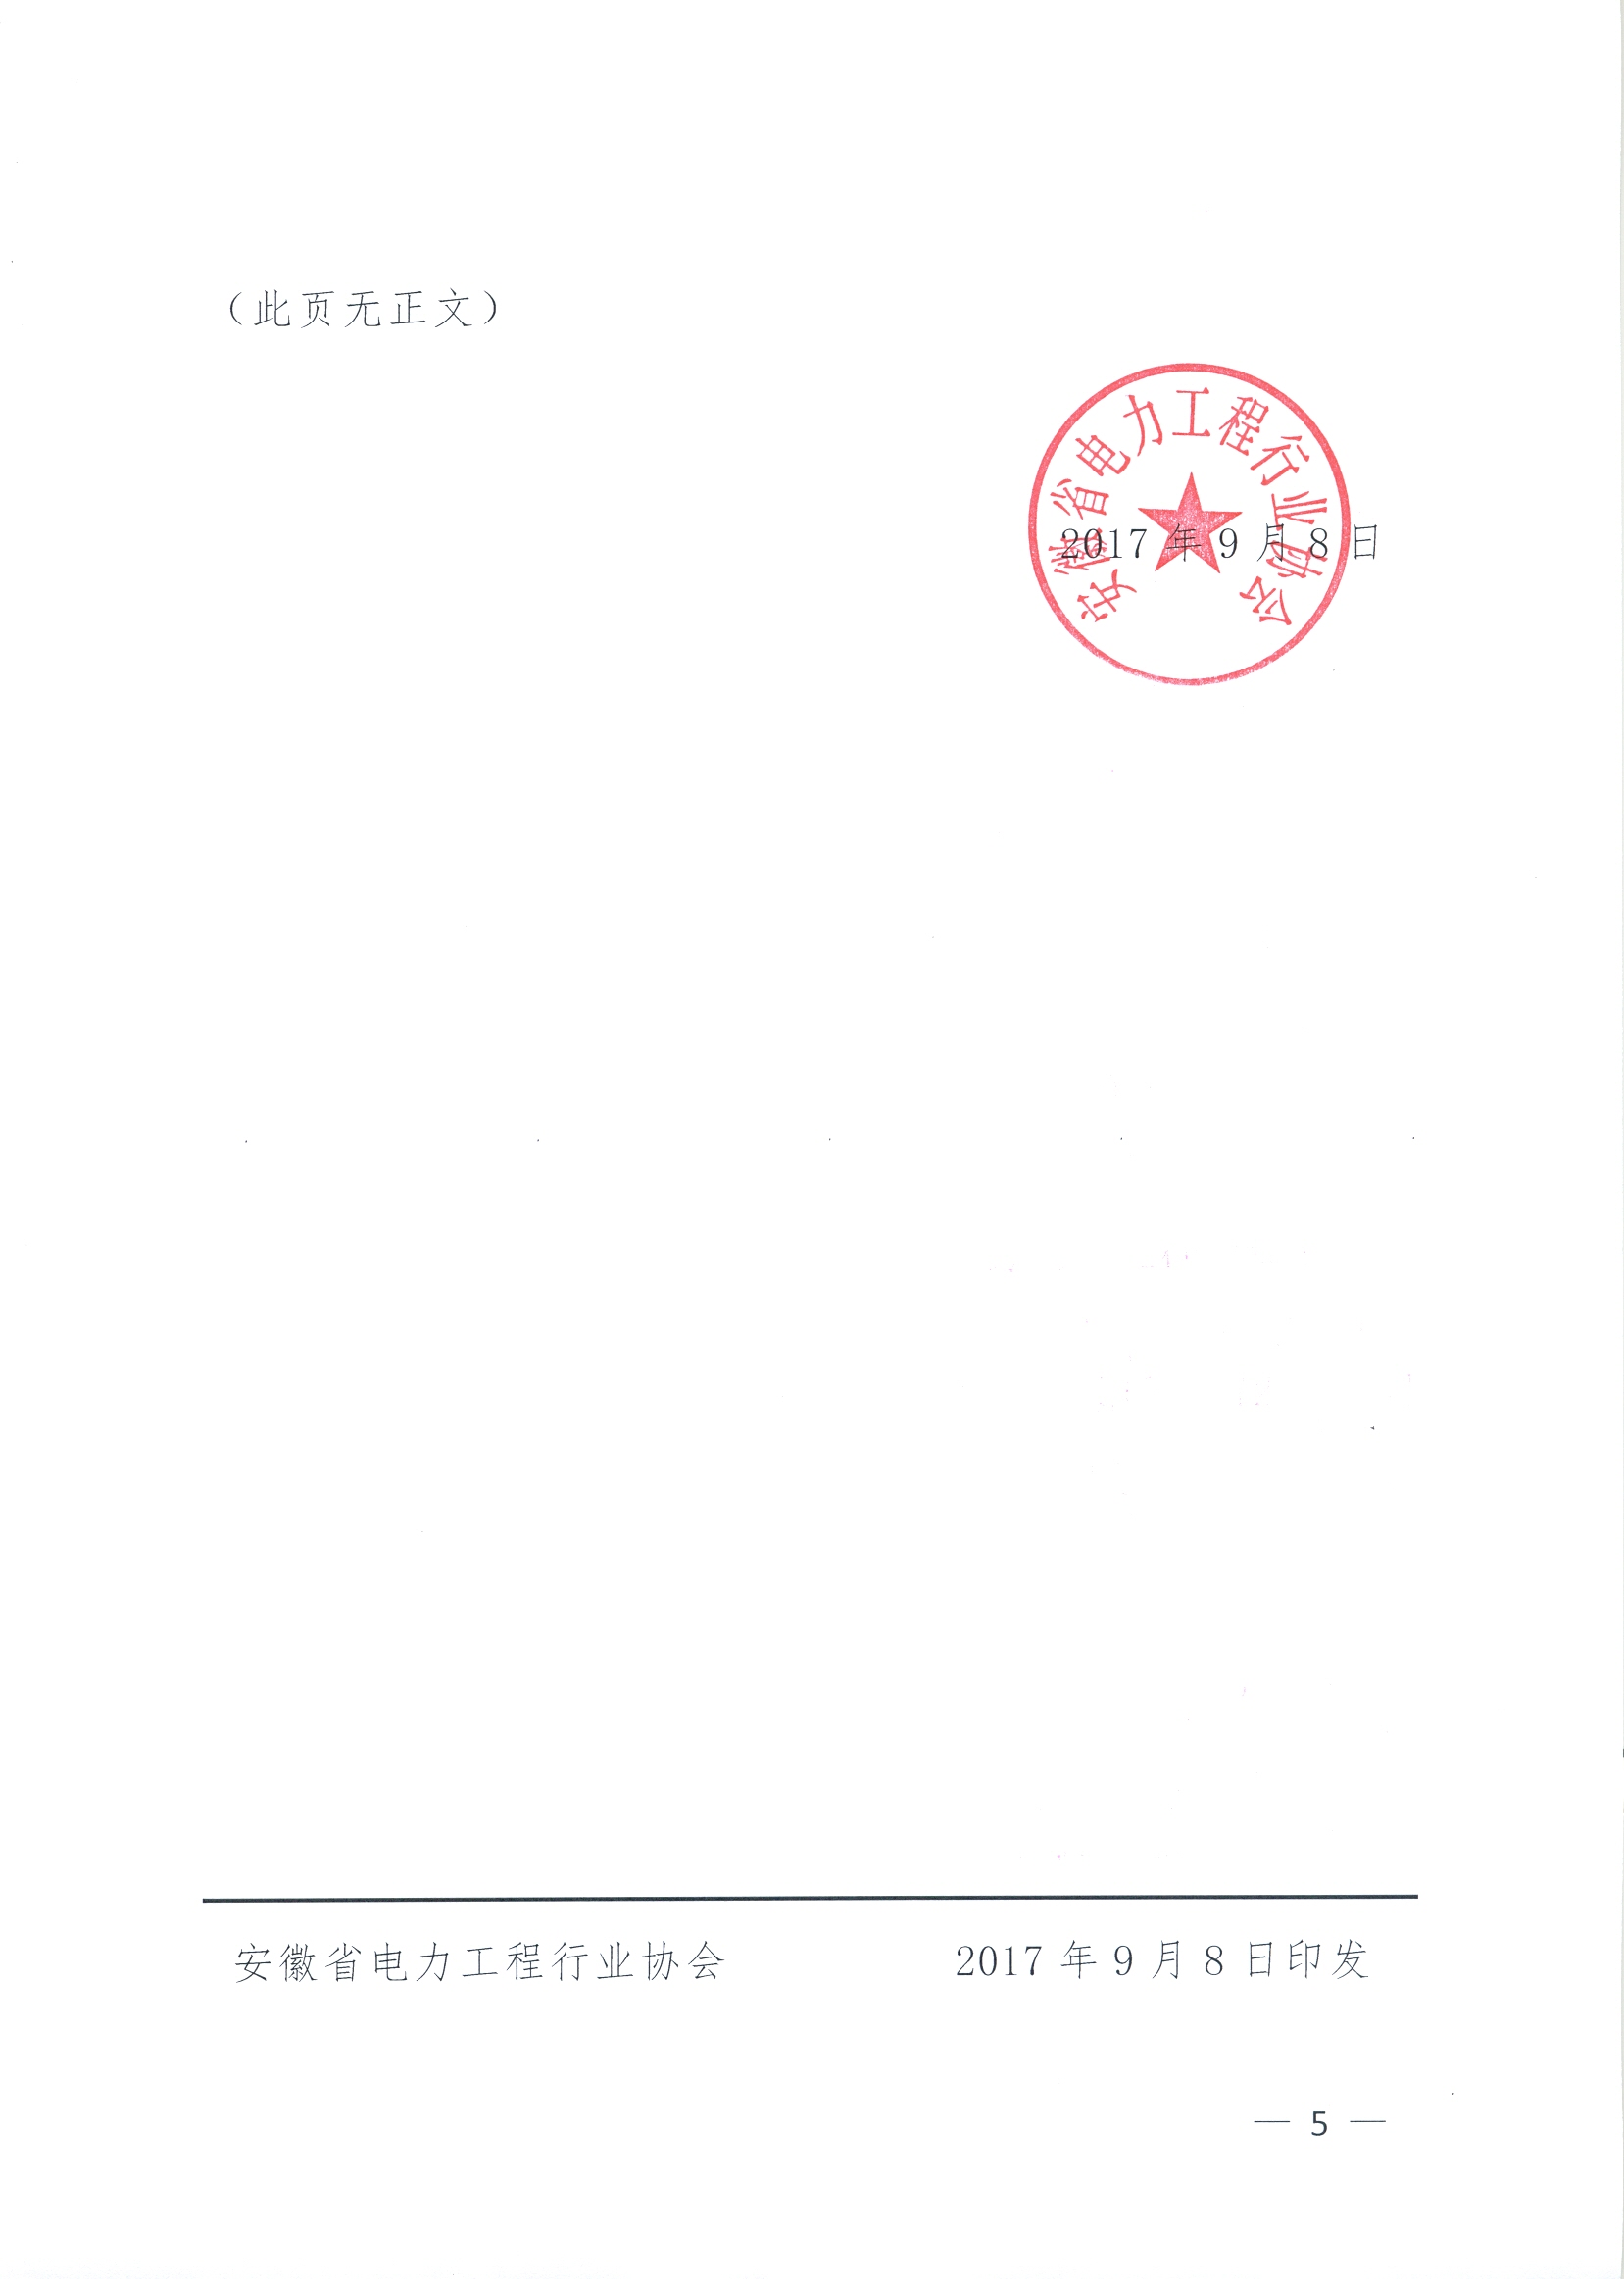 （此页无正文）
安徽省电力工程行业协会
2017 年 9 月 8 日
安徽省电力工程行业协会 2017 年 9 月 8 日印发
— 5 —